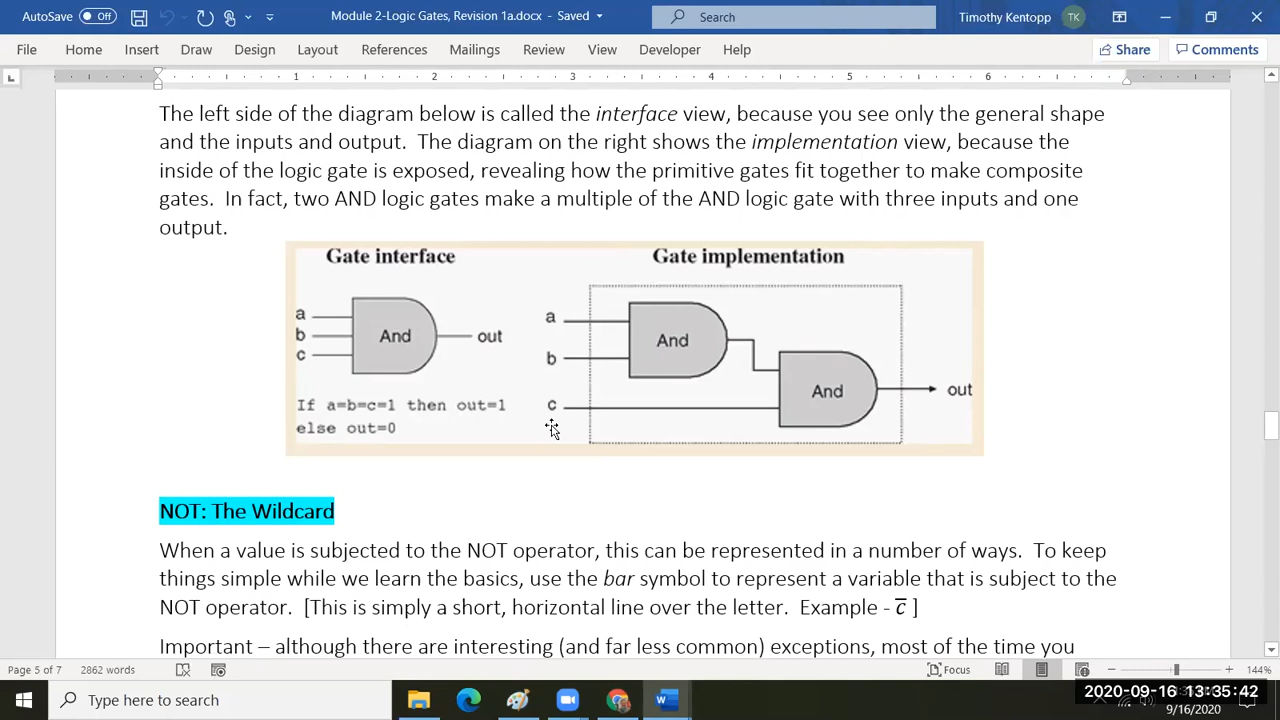 AutoSave Off Module 2-Logic Gates, Revision 1a.docx - Saved Search Timothy Kentopp TK
File Home Insert Draw Design Layout References Mailings Review View Developer Help Share Comments
1 2 3 4 5 6
The left side of the diagram below is called the interface view, because you see only the general shape
and the inputs and output. The diagram on the right shows the implementation view, because the
inside of the logic gate is exposed, revealing how the primitive gates fit together to make composite
gates. In fact, two AND logic gates make a multiple of the AND logic gate with three inputs and one
output.
Gate interface
a
b
c
And
out
If a=b=c=1 then out=1
else out=0
Gate implementation
a
b
c
And
And
out
NOT: The Wildcard
When a value is subjected to the NOT operator, this can be represented in a number of ways. To keep
things simple while we learn the basics, use the bar symbol to represent a variable that is subject to the
NOT operator. [This is simply a short, horizontal line over the letter. Example - c̅ ]
Important – although there are interesting (and far less common) exceptions, most of the time you
Page 5 of 7 2862 words Focus 144%
Type here to search
2020-09-16 13:35:42
9/16/2020